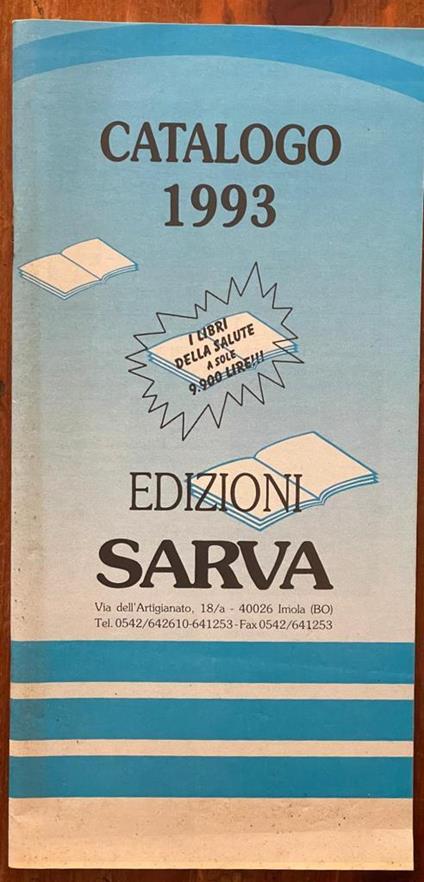 CATALOGO
1993
I LIBRI
DELLA SALUTE
A SOLE
9.900 LIRE!!!
EDIZIONI
SARVA
Via dell'Artigianato, 18/a - 40026 Imola (BO)
Tel. 0542/642610-641253-Fax 0542/641253